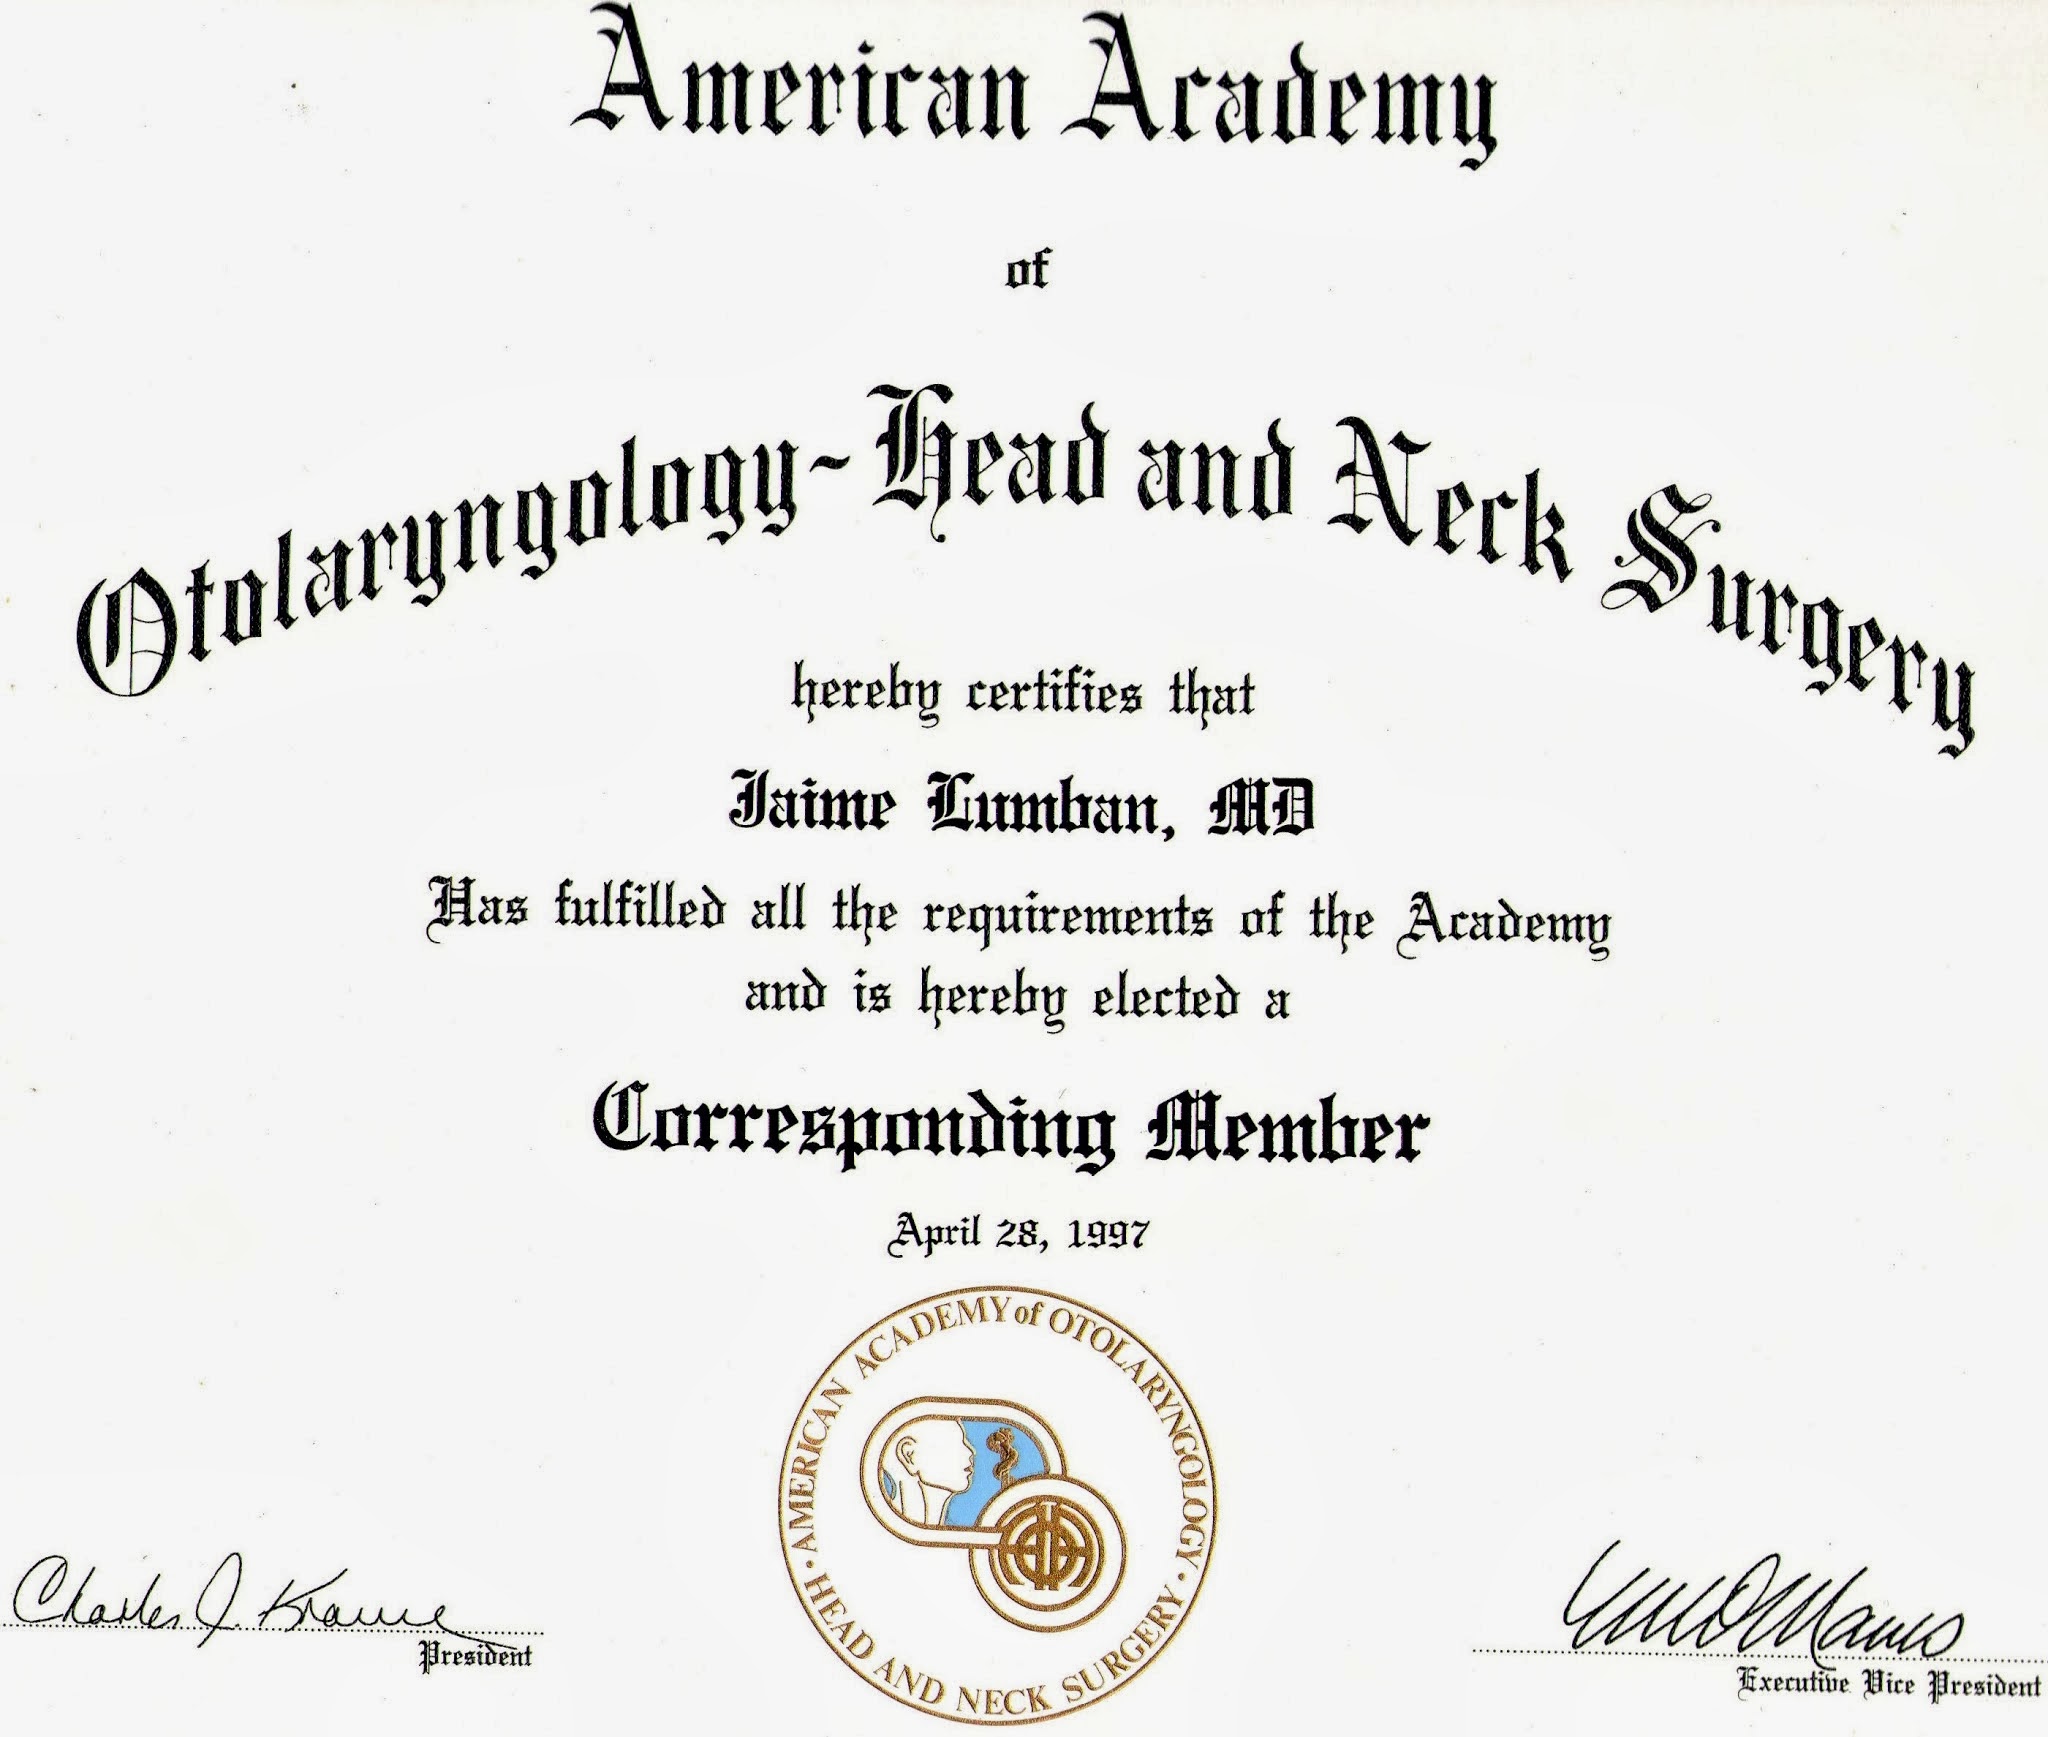 American Academy
of
Otolaryngology-Head and Neck Surgery
hereby certifies that
Jaime Lumban, MD
Has fulfilled all the requirements of the Academy
and is hereby elected a
Corresponding Member
April 28, 1997
AMERICAN ACADEMY of OTOLARYNGOLOGY
HEAD AND NECK SURGERY
Charles J. Krause
President
Executive Vice President